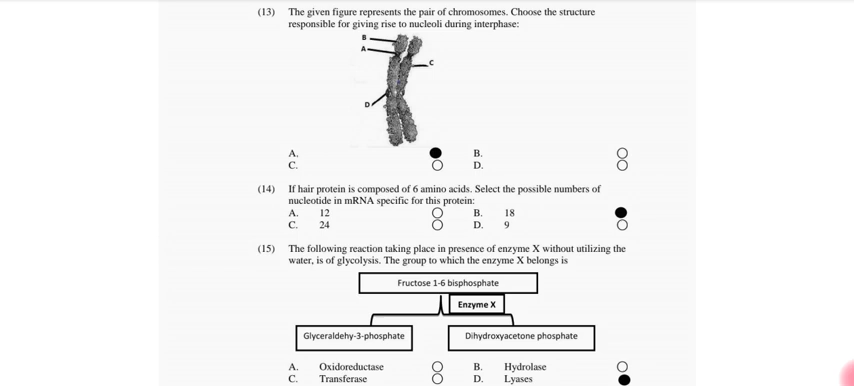 (13) The given figure represents the pair of chromosomes. Choose the structure
responsible for giving rise to nucleoli during interphase:
B
A
C
D
A. B.
C. D.
(14) If hair protein is composed of 6 amino acids. Select the possible numbers of
nucleotide in mRNA specific for this protein:
A. 12 B. 18
C. 24 D. 9
(15) The following reaction taking place in presence of enzyme X without utilizing the
water, is of glycolysis. The group to which the enzyme X belongs is
Fructose 1-6 bisphosphate
Enzyme X
Glyceraldehy-3-phosphate Dihydroxyacetone phosphate
A. Oxidoreductase B. Hydrolase
C. Transferase D. Lyases